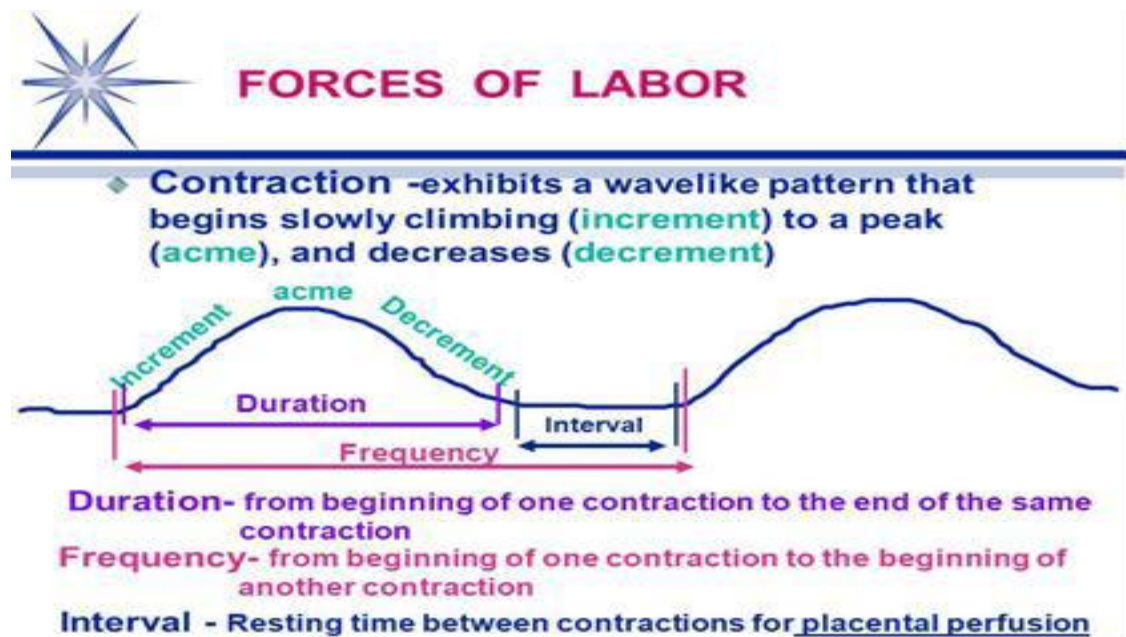 FORCES OF LABOR
Contraction -exhibits a wavelike pattern that
begins slowly climbing (increment) to a peak
(acme), and decreases (decrement)
acme
Increment
Decrement
Duration
Interval
Frequency
Duration- from beginning of one contraction to the end of the same
contraction
Frequency- from beginning of one contraction to the beginning of
another contraction
Interval - Resting time between contractions for placental perfusion